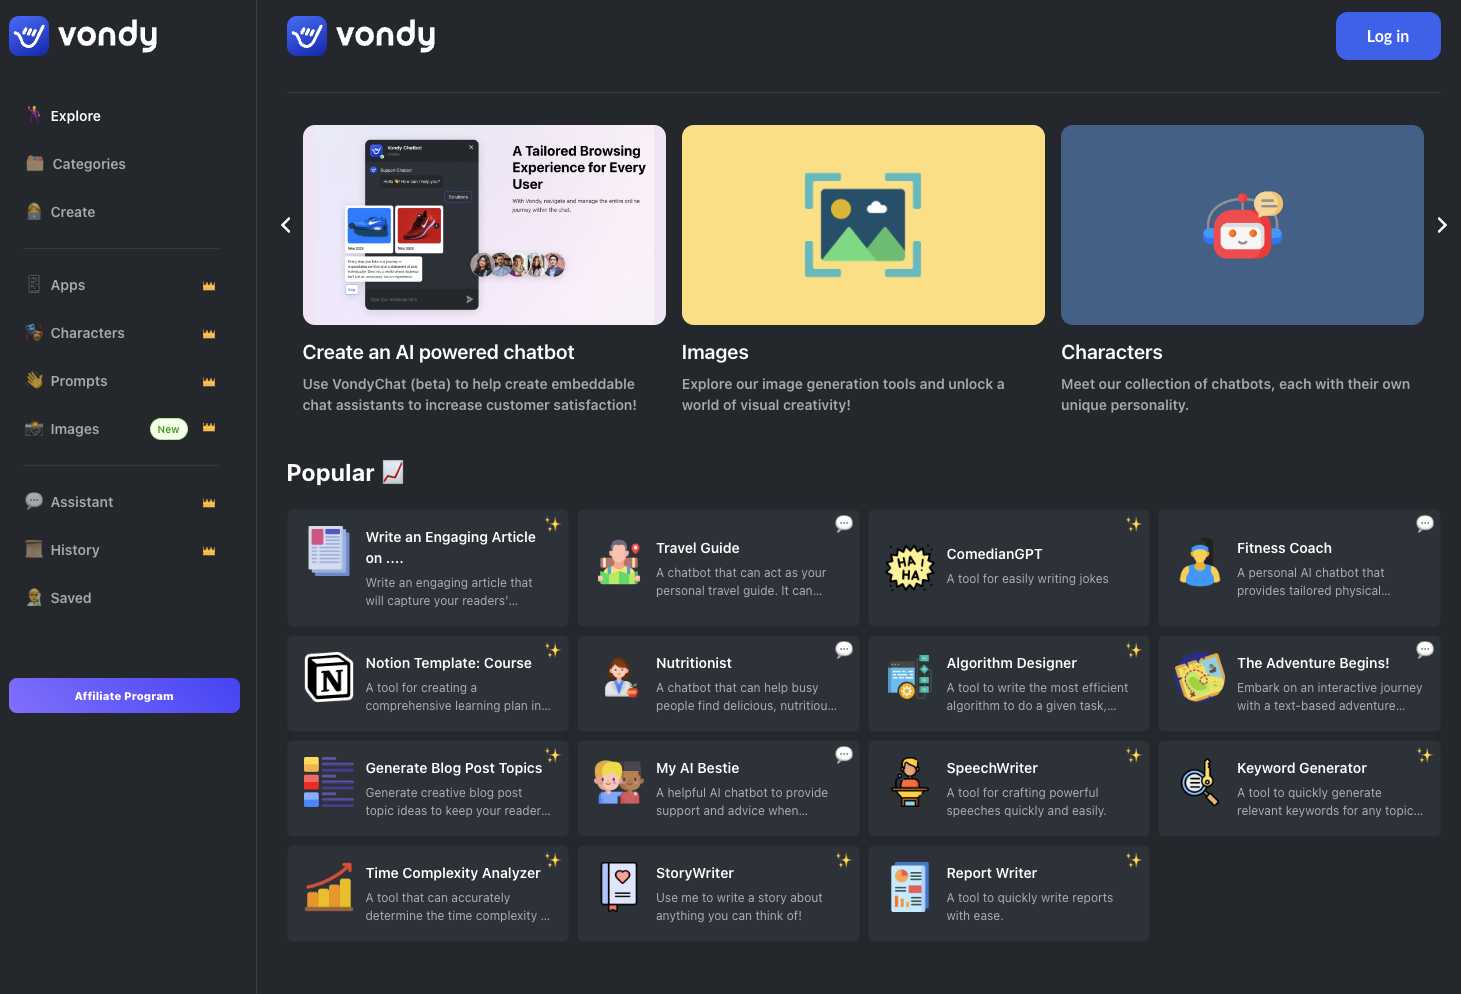 vondy
Explore
Categories
Create
Apps
Characters
Prompts
Images
New
Assistant
History
Saved
Affiliate Program
vondy
Log in
Vondy Chatbot
Support Chatbot
Hello 👋! How can I help you?
Solutions
A Tailored Browsing
Experience for Every
User
With Vondy, navigate and manage the entire online
journey within the chat.
Type your message here
Create an AI powered chatbot
Use VondyChat (beta) to help create embeddable
chat assistants to increase customer satisfaction!
Images
Explore our image generation tools and unlock a
world of visual creativity!
Characters
Meet our collection of chatbots, each with their own
unique personality.
Popular 📈
Write an Engaging Article
on ....
Write an engaging article that
will capture your readers'...
Travel Guide
A chatbot that can act as your
personal travel guide. It can...
HA HA
HA
ComedianGPT
A tool for easily writing jokes
Fitness Coach
A personal AI chatbot that
provides tailored physical...
N
Notion Template: Course
A tool for creating a
comprehensive learning plan in...
Nutritionist
A chatbot that can help busy
people find delicious, nutritiou...
Algorithm Designer
A tool to write the most efficient
algorithm to do a given task,...
The Adventure Begins!
Embark on an interactive journey
with a text-based adventure...
Generate Blog Post Topics
Generate creative blog post
topic ideas to keep your reader...
My AI Bestie
A helpful AI chatbot to provide
support and advice when...
SpeechWriter
A tool for crafting powerful
speeches quickly and easily.
Keyword Generator
A tool to quickly generate
relevant keywords for any topic...
Time Complexity Analyzer
A tool that can accurately
determine the time complexity ...
StoryWriter
Use me to write a story about
anything you can think of!
Report Writer
A tool to quickly write reports
with ease.